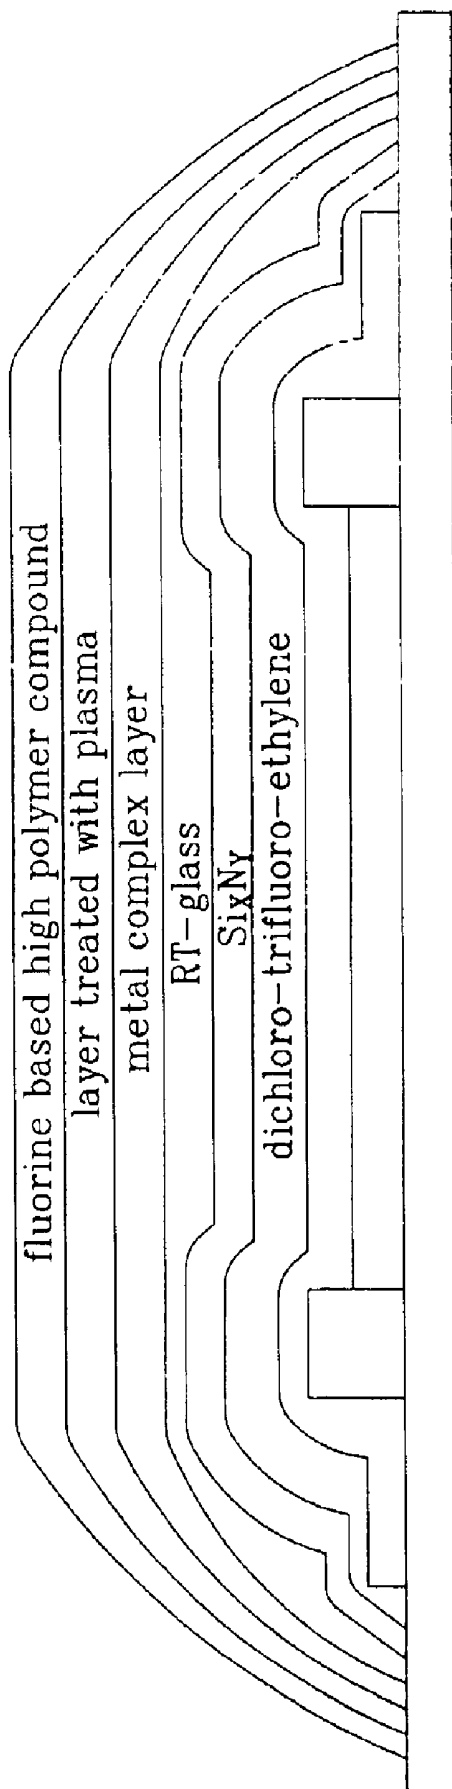 fluorine based high polymer compound
layer treated with plasma
metal complex layer
RT-glass
SiXNY
dichloro-trifluoro-ethylene